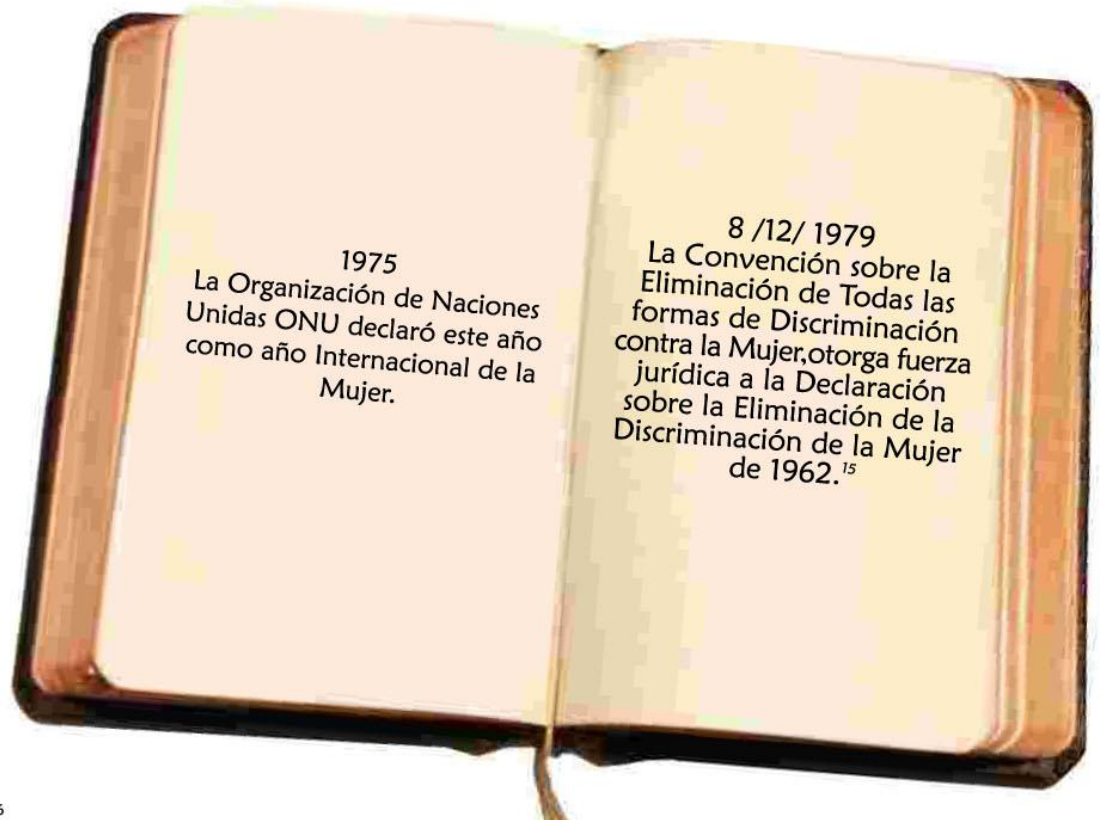 1975
La Organización de Naciones
Unidas ONU declaró este año
como año Internacional de la
Mujer.
8 /12/ 1979
La Convención sobre la
Eliminación de Todas las
formas de Discriminación
contra la Mujer,otorga fuerza
jurídica a la Declaración
sobre la Eliminación de la
Discriminación de la Mujer
de 1962.15